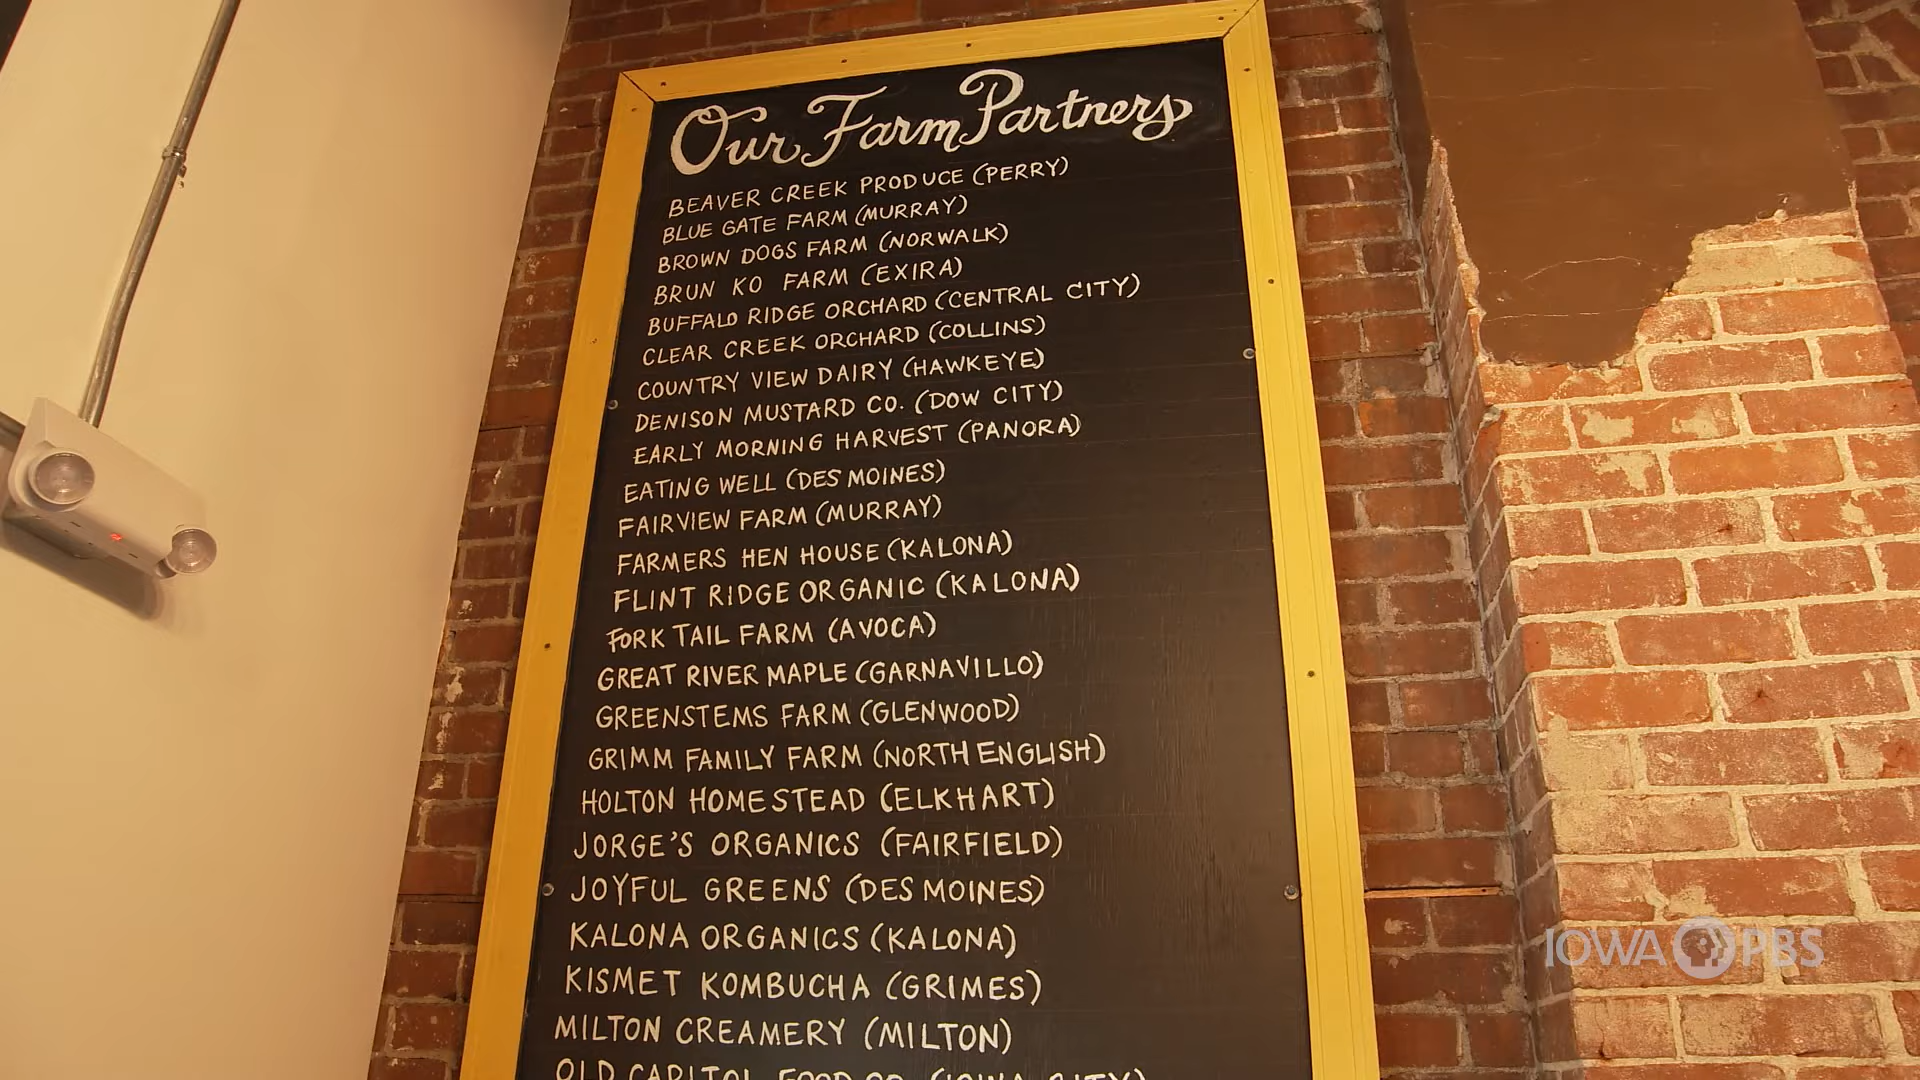 Our Farm Partners
BEAVER CREEK PRODUCE (PERRY)
BLUE GATE FARM (MURRAY)
BROWN DOGS FARM (NORWALK)
BRUN KO FARM (EXIRA)
BUFFALO RIDGE ORCHARD (CENTRAL CITY)
CLEAR CREEK ORCHARD (COLLINS)
COUNTRY VIEW DAIRY (HAWKEYE)
DENISON MUSTARD CO. (DOW CITY)
EARLY MORNING HARVEST (PANORA)
EATING WELL (DES MOINES)
FAIRVIEW FARM (MURRAY)
FARMERS HEN HOUSE (KALONA)
FLINT RIDGE ORGANIC (KALONA)
FORK TAIL FARM (AVOCA)
GREAT RIVER MAPLE (GARNAVILLO)
GREENSTEMS FARM (GLENWOOD)
GRIMM FAMILY FARM (NORTH ENGLISH)
HOLTON HOMESTEAD (ELKHART)
JORGE'S ORGANICS (FAIRFIELD)
JOYFUL GREENS (DES MOINES)
KALONA ORGANICS (KALONA)
KISMET KOMBUCHA (GRIMES)
MILTON CREAMERY (MILTON)
OLD CAPITOL FOOD CO. (IOWA CITY)
IOWA PBS